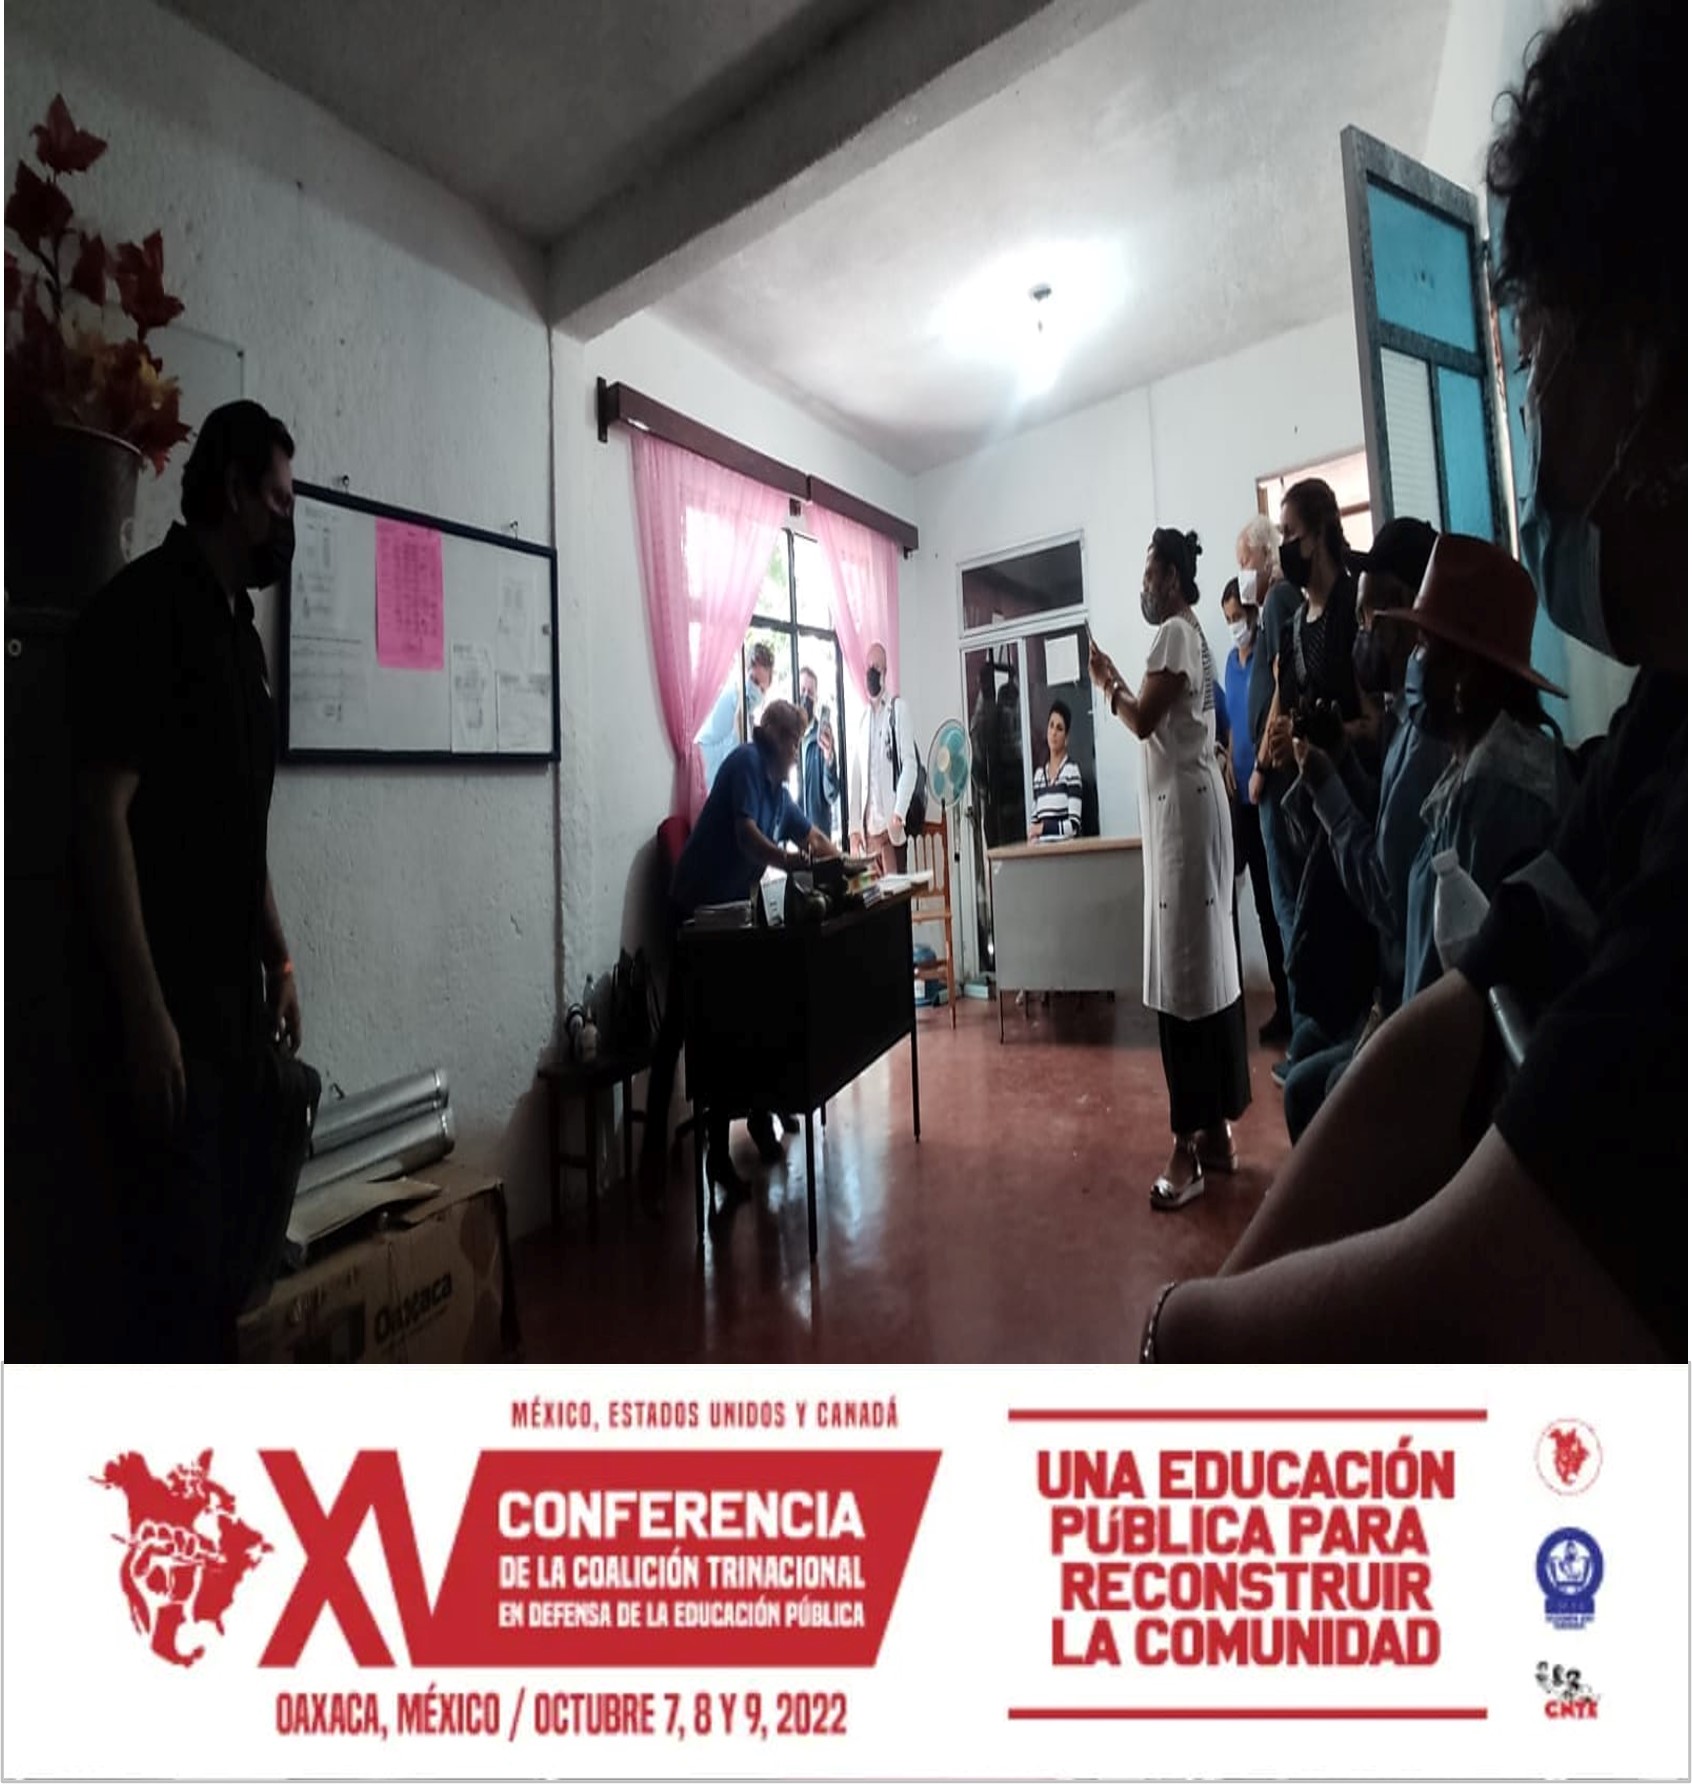 Oaxaca
MÉXICO, ESTADOS UNIDOS Y CANADÁ
XV
CONFERENCIA
DE LA COALICIÓN TRINACIONAL
EN DEFENSA DE LA EDUCACIÓN PÚBLICA
OAXACA, MÉXICO / OCTUBRE 7, 8 Y 9, 2022
UNA EDUCACIÓN
PÚBLICA PARA
RECONSTRUIR
LA COMUNIDAD
CNTE